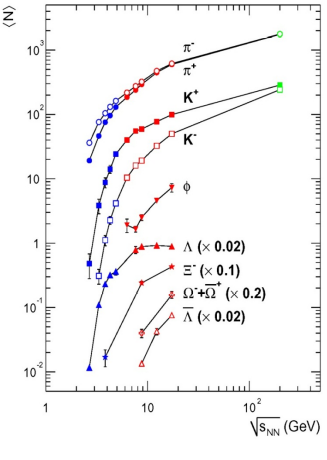 ⟨N⟩
10³
10²
10
1
10⁻¹
10⁻²
π⁻
π⁺
K⁺
K⁻
ϕ
Λ (× 0.02)
Ξ⁻ (× 0.1)
Ω⁻+Ω̅⁺ (× 0.2)
Λ̅ (× 0.02)
1 10 10²
√sNN (GeV)